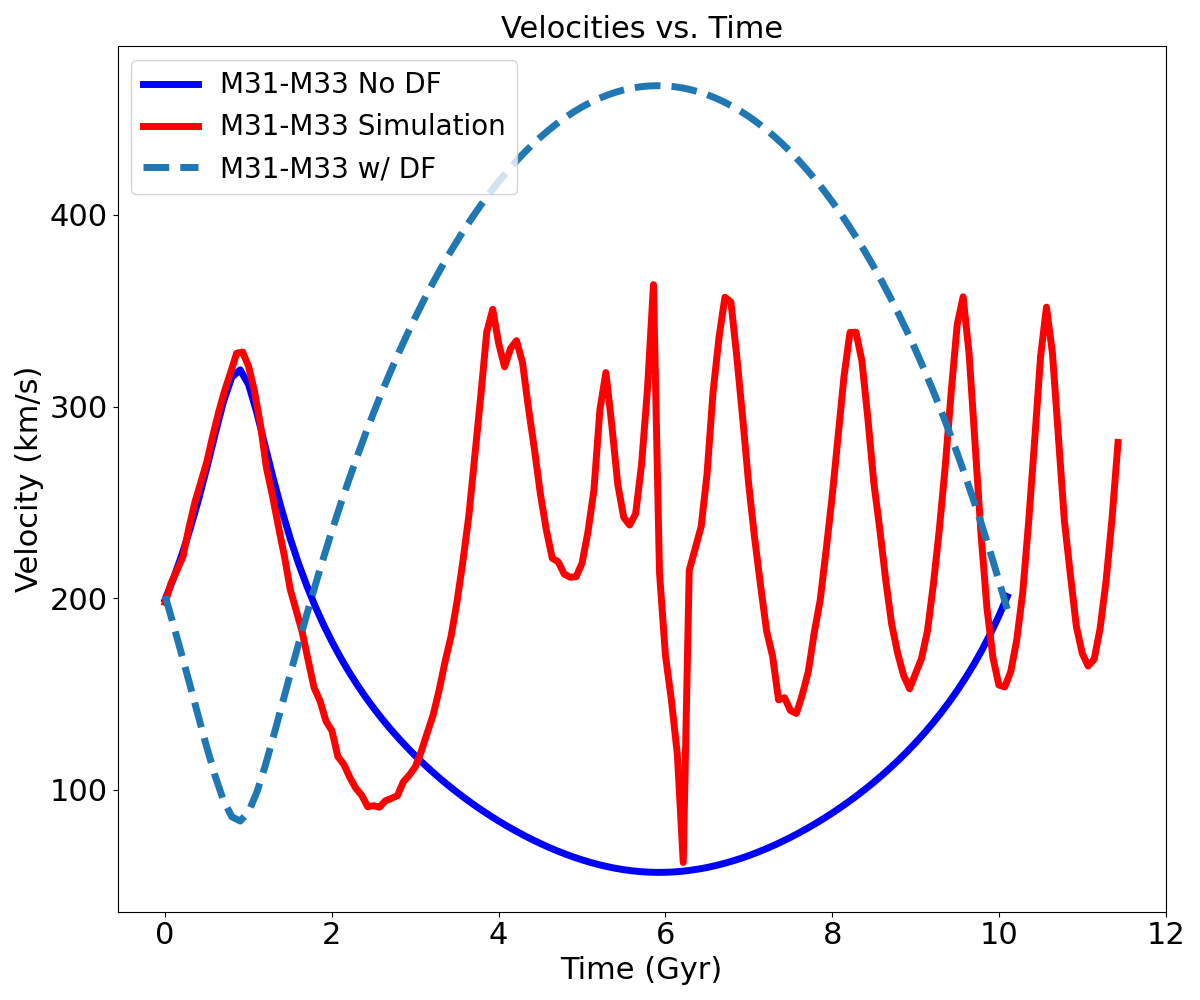 Velocities vs. Time
M31-M33 No DF
M31-M33 Simulation
M31-M33 w/ DF
Velocity (km/s)
400
300
200
100
0 2 4 6 8 10 12
Time (Gyr)